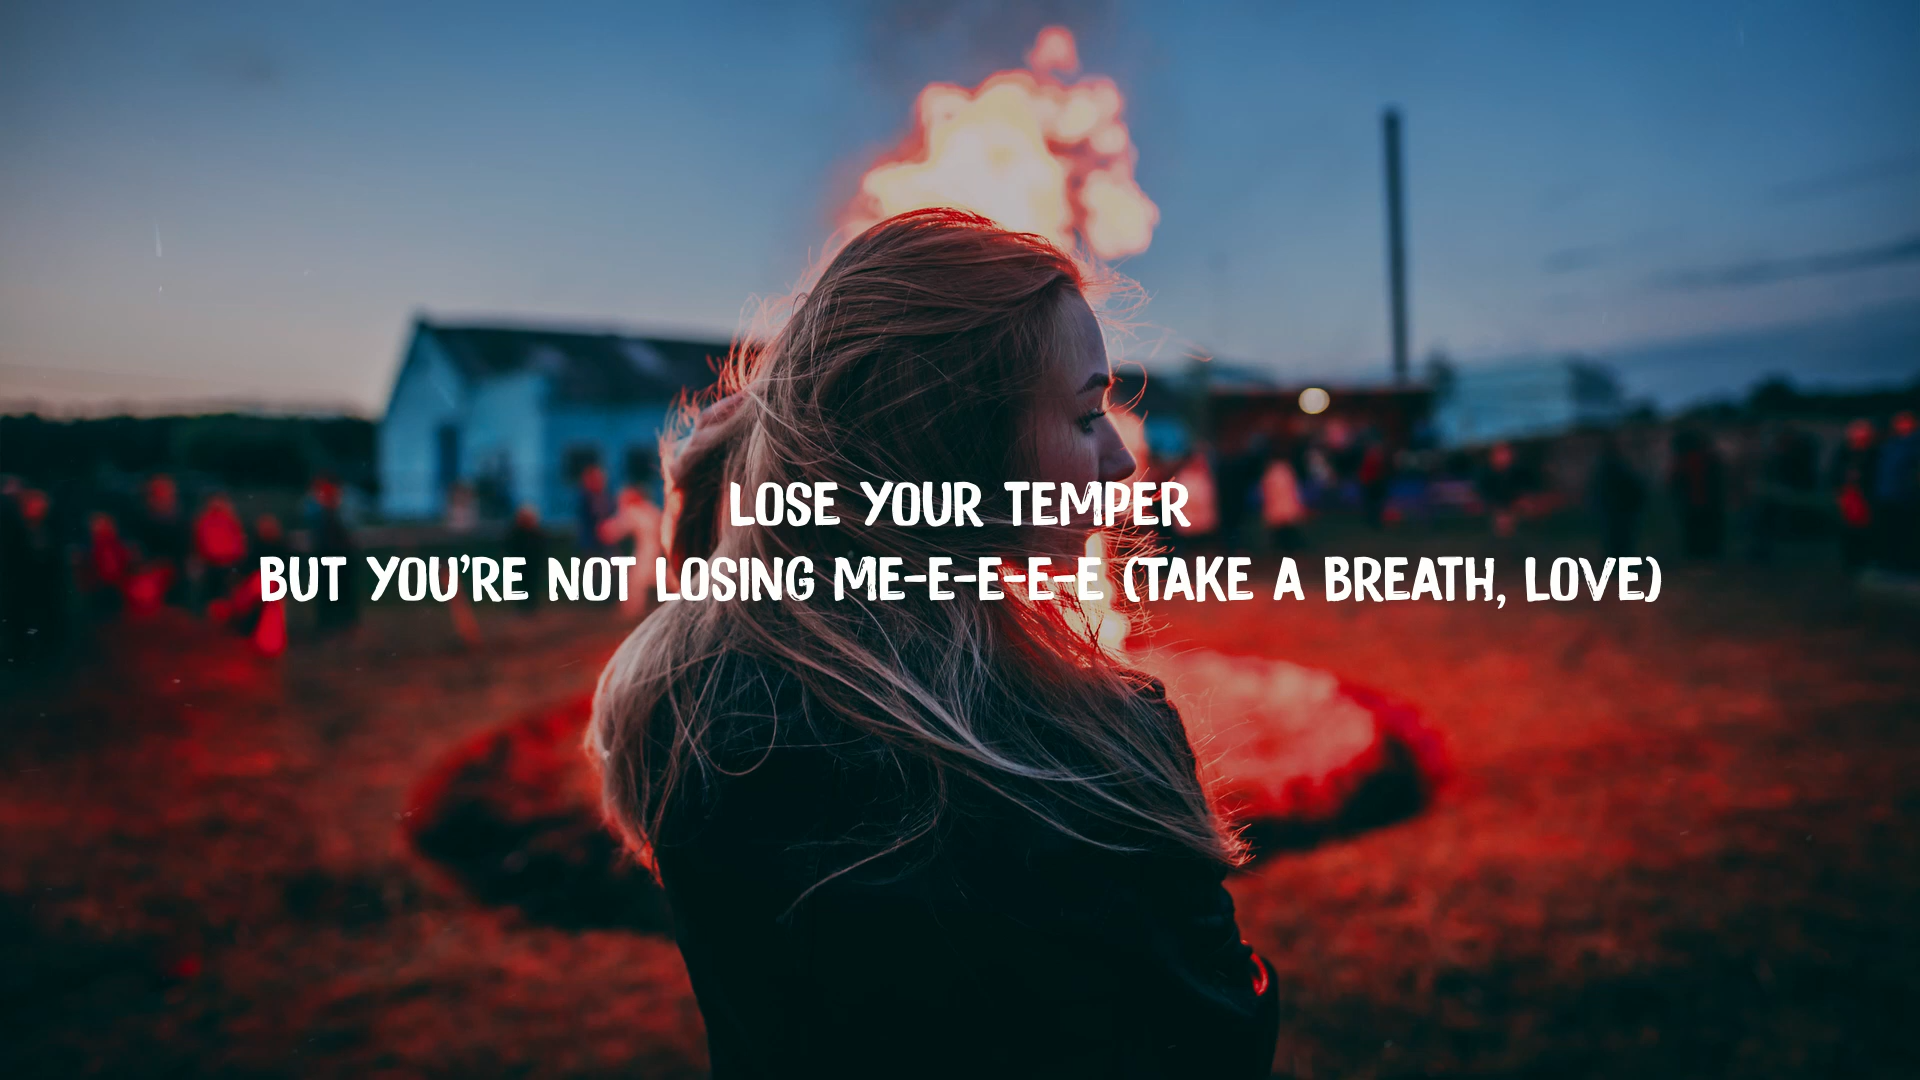 LOSE YOUR TEMPER
BUT YOU'RE NOT LOSING ME-E-E-E-E (TAKE A BREATH, LOVE)